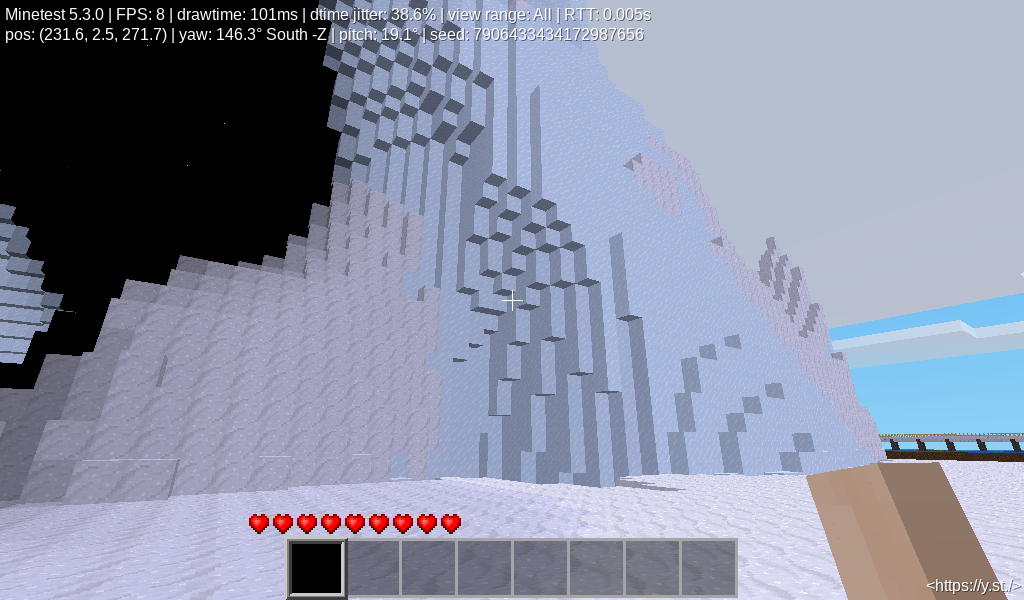 Minetest 5.3.0 | FPS: 8 | drawtime: 101ms | dtime jitter: 38.6% | view range: All | RTT: 0.005s
pos: (231.6, 2.5, 271.7) | yaw: 146.3° South -Z | pitch: 19.1° | seed: 7906433434172987656
<https://y.st./>